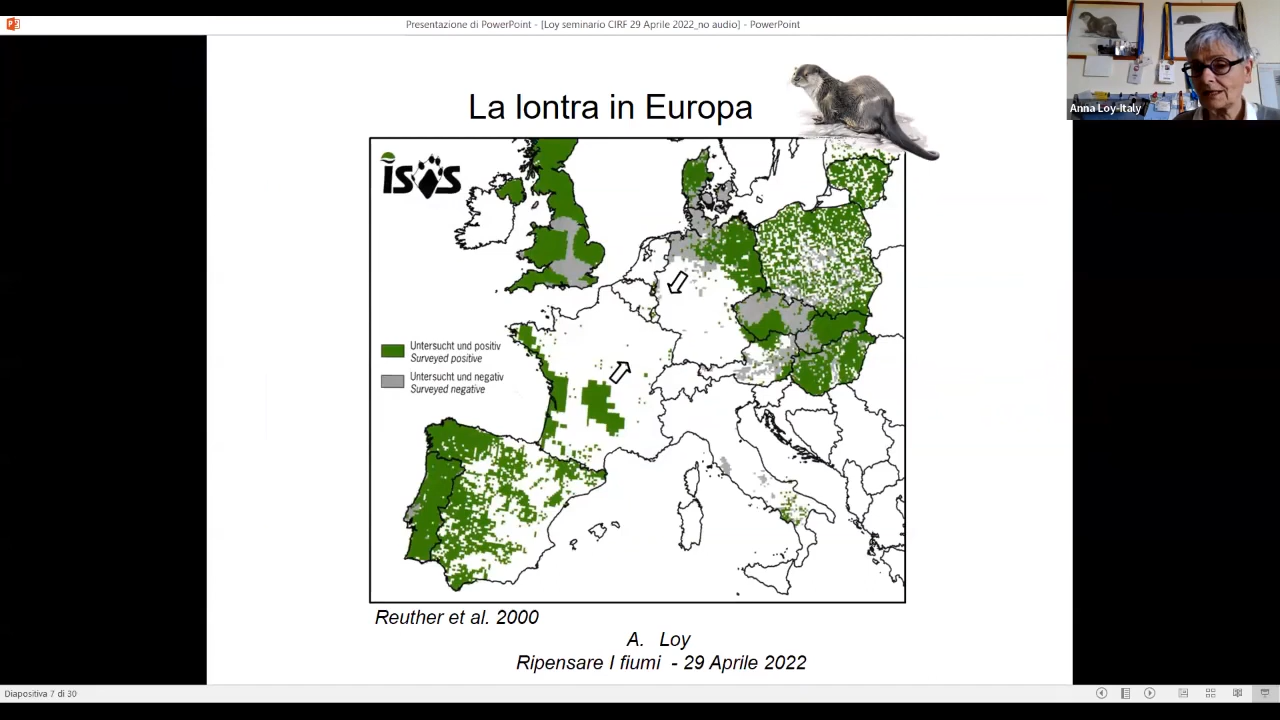 Presentazione di PowerPoint - [Loy seminario CIRF 29 Aprile 2022_no audio] - PowerPoint
Anna Loy-Italy
La lontra in Europa
isos
Untersucht und positiv
Surveyed positive
Untersucht und negativ
Surveyed negative
Reuther et al. 2000
A. Loy
Ripensare I fiumi - 29 Aprile 2022
Diapositiva 7 di 30